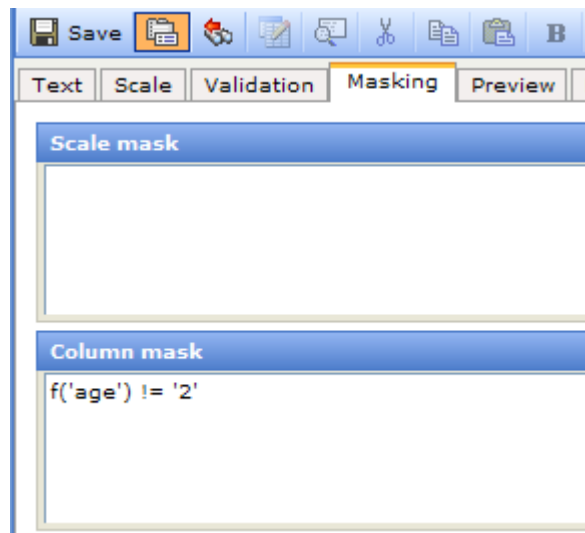 Save B
Text Scale Validation Masking Preview
Scale mask
Column mask
f('age') != '2'